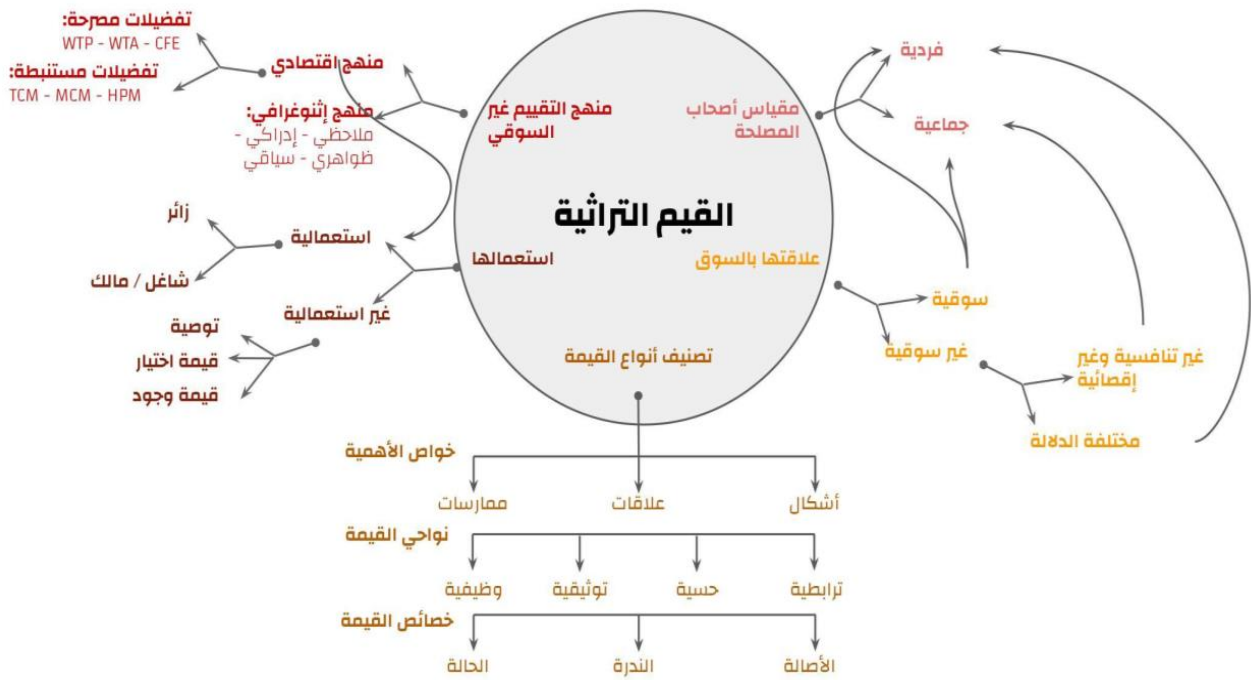 القيم التراثية
مقياس أصحاب
المصلحة
فردية
جماعية
علاقتها بالسوق
سوقية
غير سوقية
غير تنافسية وغير
إقصائية
مختلفة الدلالة
منهج التقييم غير
السوقي
منهج اقتصادي
تفضيلات مصرحة:
WTP - WTA - CFE
تفضيلات مستنبطة:
TCM - MCM - HPM
منهج إثنوغرافي:
ملاحظي - إدراكي -
ظواهري - سياقي
استعمالها
استعمالية
زائر
شاغل / مالك
غير استعمالية
توصية
قيمة اختيار
قيمة وجود
تصنيف أنواع القيمة
خواص الأهمية
أشكال
علاقات
ممارسات
نواحي القيمة
ترابطية
حسية
توثيقية
وظيفية
خصائص القيمة
الأصالة
الندرة
الحالة